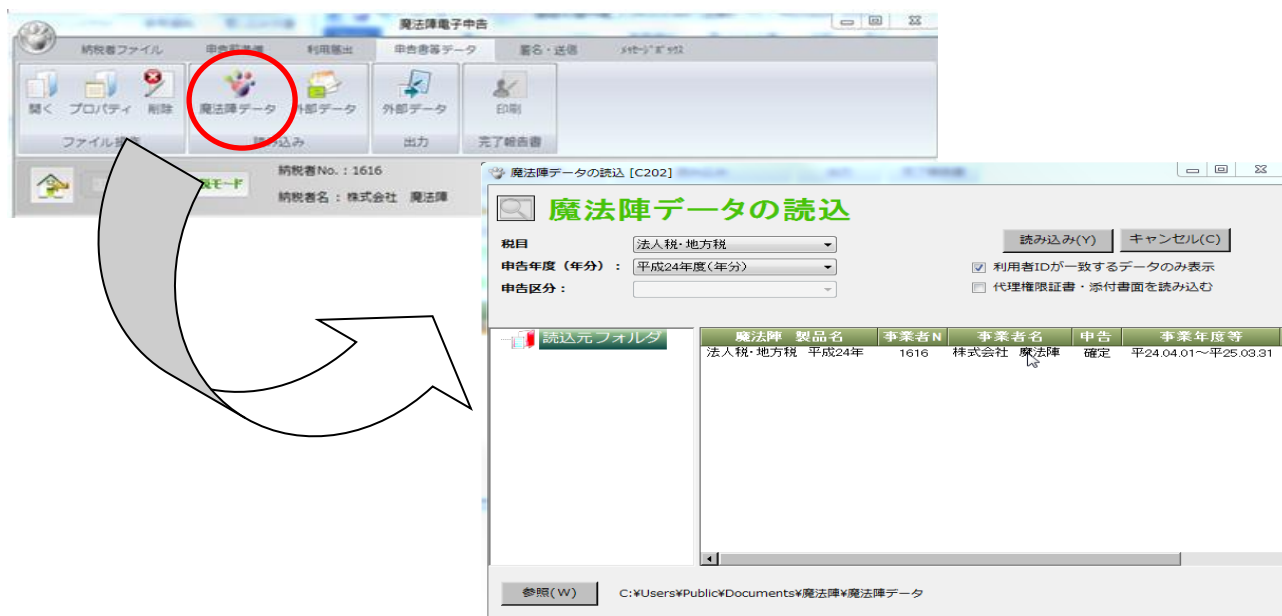 魔法陣電子申告
納税者ファイル 利用届出 申告書等データ 署名・送信 ﾒｯｾｰｼﾞﾎﾞｯｸｽ
開く プロパティ 削除 魔法陣データ 外部データ 外部データ 印刷
読み込み 出力 完了報告書
納税者No.：1616
納税者名：株式会社 魔法陣
魔法陣データの読込 [C202]
魔法陣データの読込
税目 法人税・地方税 読み込み(Y) キャンセル(C)
申告年度（年分）： 平成24年度(年分) 利用者IDが一致するデータのみ表示
申告区分： 代理権限証書・添付書面を読み込む
読込元フォルダ
魔法陣 製品名 事業者N 事業者名 申告 事業年度等
法人税・地方税 平成24年 1616 株式会社 魔法陣 確定 平24.04.01～平25.03.31
参照(W) C:¥Users¥Public¥Documents¥魔法陣¥魔法陣データ